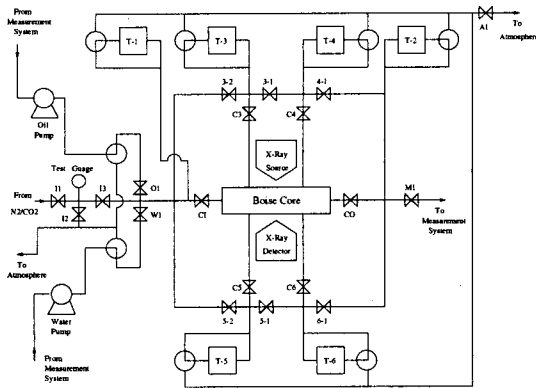 From
Measurement
System
T-1
T-3
T-4
T-2
A1
To
Atmosphere
3-2
3-1
4-1
C3
C4
Oil
Pump
Test Guage
X-Ray
Source
I1
I3
O1
From
N2/CO2
I2
W1
CI
Boise Core
CO
M1
To
Measurement
System
To
Atmosphere
X-Ray
Detector
Water
Pump
C5
C6
5-2
5-1
6-1
From
Measurement
System
T-5
T-6